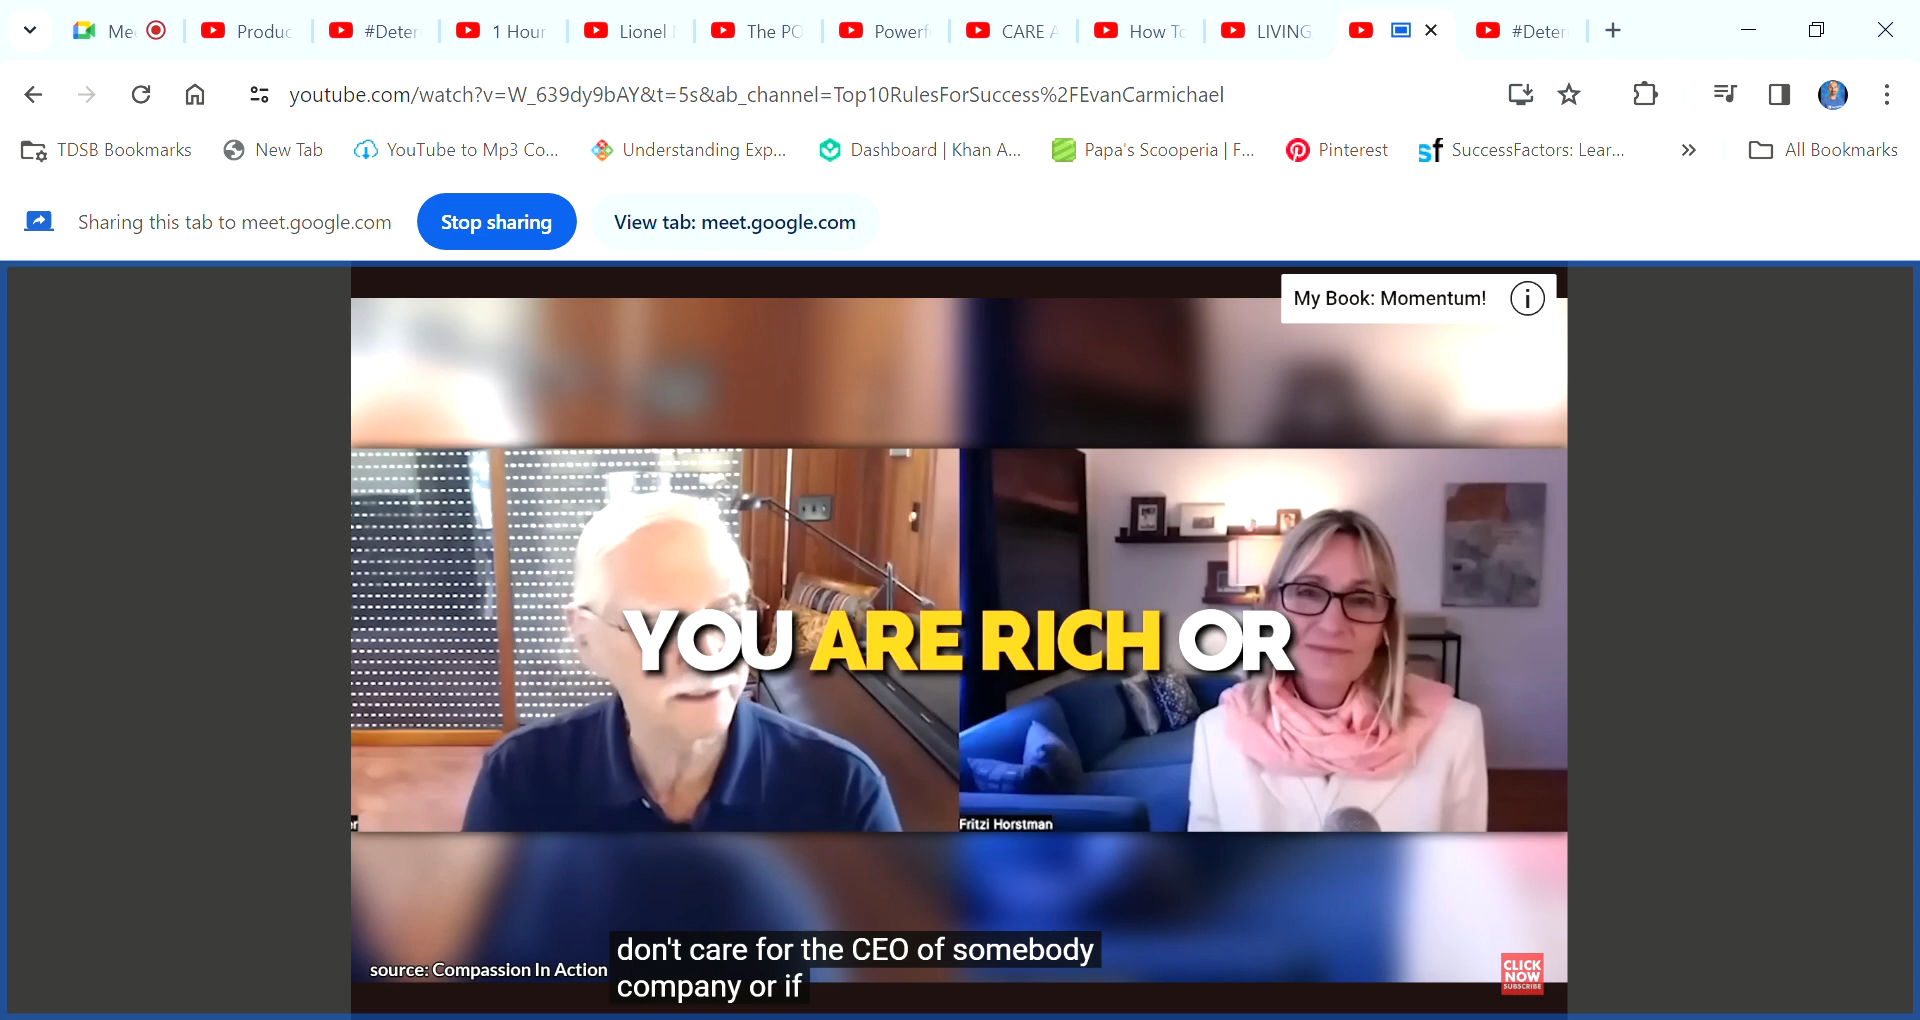 Me
Produc
#Deter
1 Hour
Lionel
The PO
Powerf
CARE A
How To
LIVING
#Deter
youtube.com/watch?v=W_639dy9bAY&t=5s&ab_channel=Top10RulesForSuccess%2FEvanCarmichael
TDSB Bookmarks
New Tab
YouTube to Mp3 Co...
Understanding Exp...
Dashboard | Khan A...
Papa's Scooperia | F...
Pinterest
sf
SuccessFactors: Lear...
All Bookmarks
Sharing this tab to meet.google.com
Stop sharing
View tab: meet.google.com
My Book: Momentum!
YOU ARE RICH OR
er
Fritzi Horstman
don't care for the CEO of somebody
company or if
source: Compassion In Action
CLICK
NOW
SUBSCRIBE